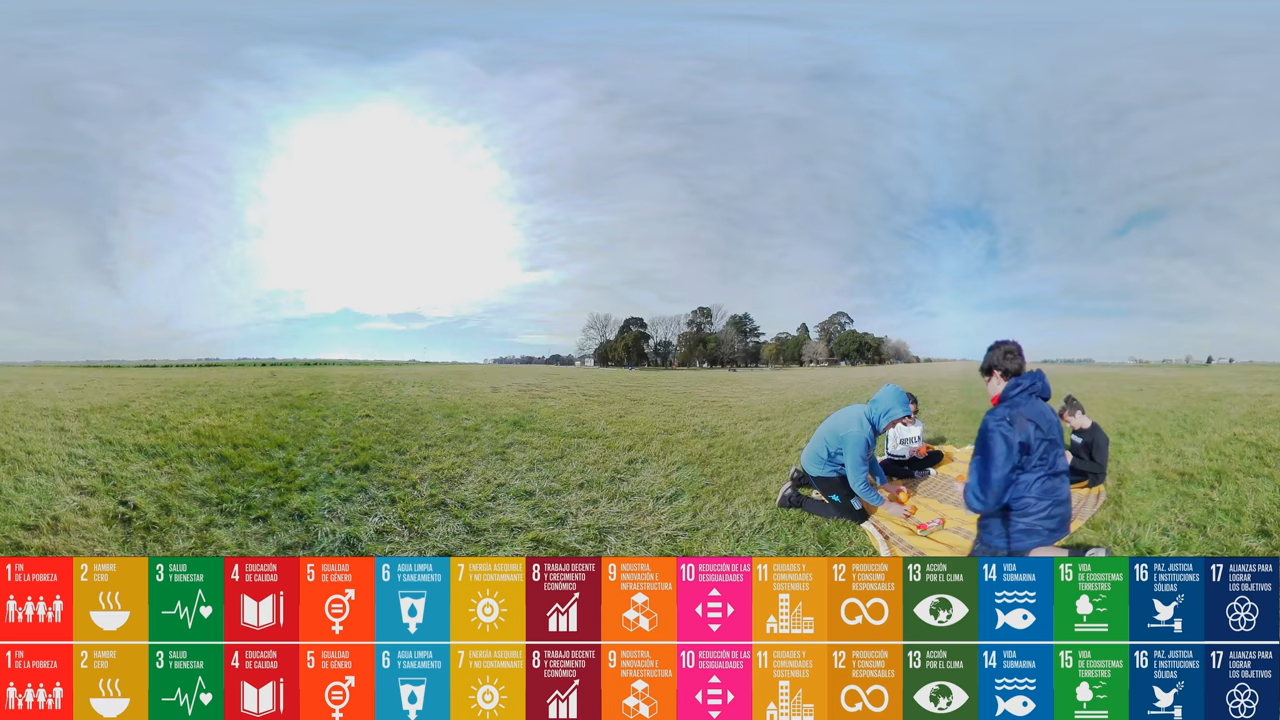 BRKLN
1 FIN
DE LA POBREZA
2 HAMBRE
CERO
3 SALUD
Y BIENESTAR
4 EDUCACIÓN
DE CALIDAD
5 IGUALDAD
DE GÉNERO
6 AGUA LIMPIA
Y SANEAMIENTO
7 ENERGÍA ASEQUIBLE
Y NO CONTAMINANTE
8 TRABAJO DECENTE
Y CRECIMIENTO
ECONÓMICO
9 INDUSTRIA,
INNOVACIÓN E
INFRAESTRUCTURA
10 REDUCCIÓN DE LAS
DESIGUALDADES
11 CIUDADES Y
COMUNIDADES
SOSTENIBLES
12 PRODUCCIÓN
Y CONSUMO
RESPONSABLES
13 ACCIÓN
POR EL CLIMA
14 VIDA
SUBMARINA
15 VIDA
DE ECOSISTEMAS
TERRESTRES
16 PAZ, JUSTICIA
E INSTITUCIONES
SÓLIDAS
17 ALIANZAS PARA
LOGRAR
LOS OBJETIVOS
1 FIN
DE LA POBREZA
2 HAMBRE
CERO
3 SALUD
Y BIENESTAR
4 EDUCACIÓN
DE CALIDAD
5 IGUALDAD
DE GÉNERO
6 AGUA LIMPIA
Y SANEAMIENTO
7 ENERGÍA ASEQUIBLE
Y NO CONTAMINANTE
8 TRABAJO DECENTE
Y CRECIMIENTO
ECONÓMICO
9 INDUSTRIA,
INNOVACIÓN E
INFRAESTRUCTURA
10 REDUCCIÓN DE LAS
DESIGUALDADES
11 CIUDADES Y
COMUNIDADES
SOSTENIBLES
12 PRODUCCIÓN
Y CONSUMO
RESPONSABLES
13 ACCIÓN
POR EL CLIMA
14 VIDA
SUBMARINA
15 VIDA
DE ECOSISTEMAS
TERRESTRES
16 PAZ, JUSTICIA
E INSTITUCIONES
SÓLIDAS
17 ALIANZAS PARA
LOGRAR
LOS OBJETIVOS